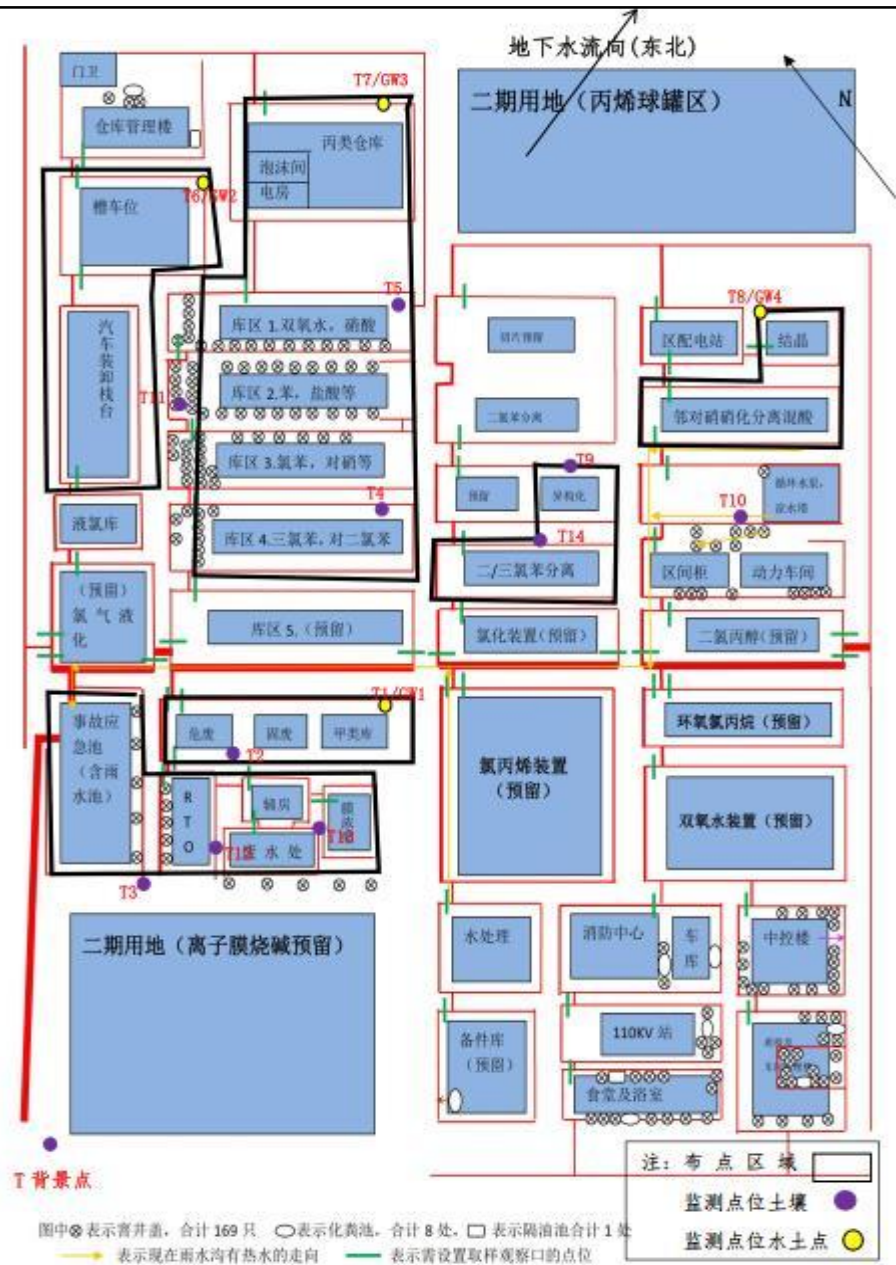 地下水流向(东北)
N
门卫
仓库管理楼
T7/GW3
二期用地（丙烯球罐区）
丙类仓库
泡沫间
电房
T6/GW2
槽车位
T5
T8/GW4
汽车装卸栈台
库区 1.双氧水，硝酸
区配电站
结晶
T11
库区 2.苯，盐酸等
二氯苯分离
邻对硝硝化分离混酸
库区 3.氯苯，对硝等
T9
预留
异构化
循环水泵，
T4
T10
液氯库
库区 4.三氯苯，对二氯苯
T14
二/三氯苯分离
区间柜
动力车间
（预留）
氯 气 液
化
库区 5.（预留）
氯化装置（预留）
二氯丙醇（预留）
T1/GW1
事故应
急池
（含雨
水池）
危废
固废
甲类库
T2
氯丙烯装置
（预留）
环氧氯丙烷（预留）
RTO
辅房
T13
双氧水装置（预留）
T12
废 水 处
T3
二期用地（离子膜烧碱预留）
水处理
消防中心
车库
中控楼
备件库
（预留）
110KV 站
食堂及浴室
T 背景点
注：布 点 区 域
监测点位土壤
监测点位水土点
图中⊗表示窨井盖，合计 169 只 表示化粪池，合计 8 处，表示隔油池合计 1 处
表示现在雨水沟有热水的走向 表示需设置取样观察口的点位